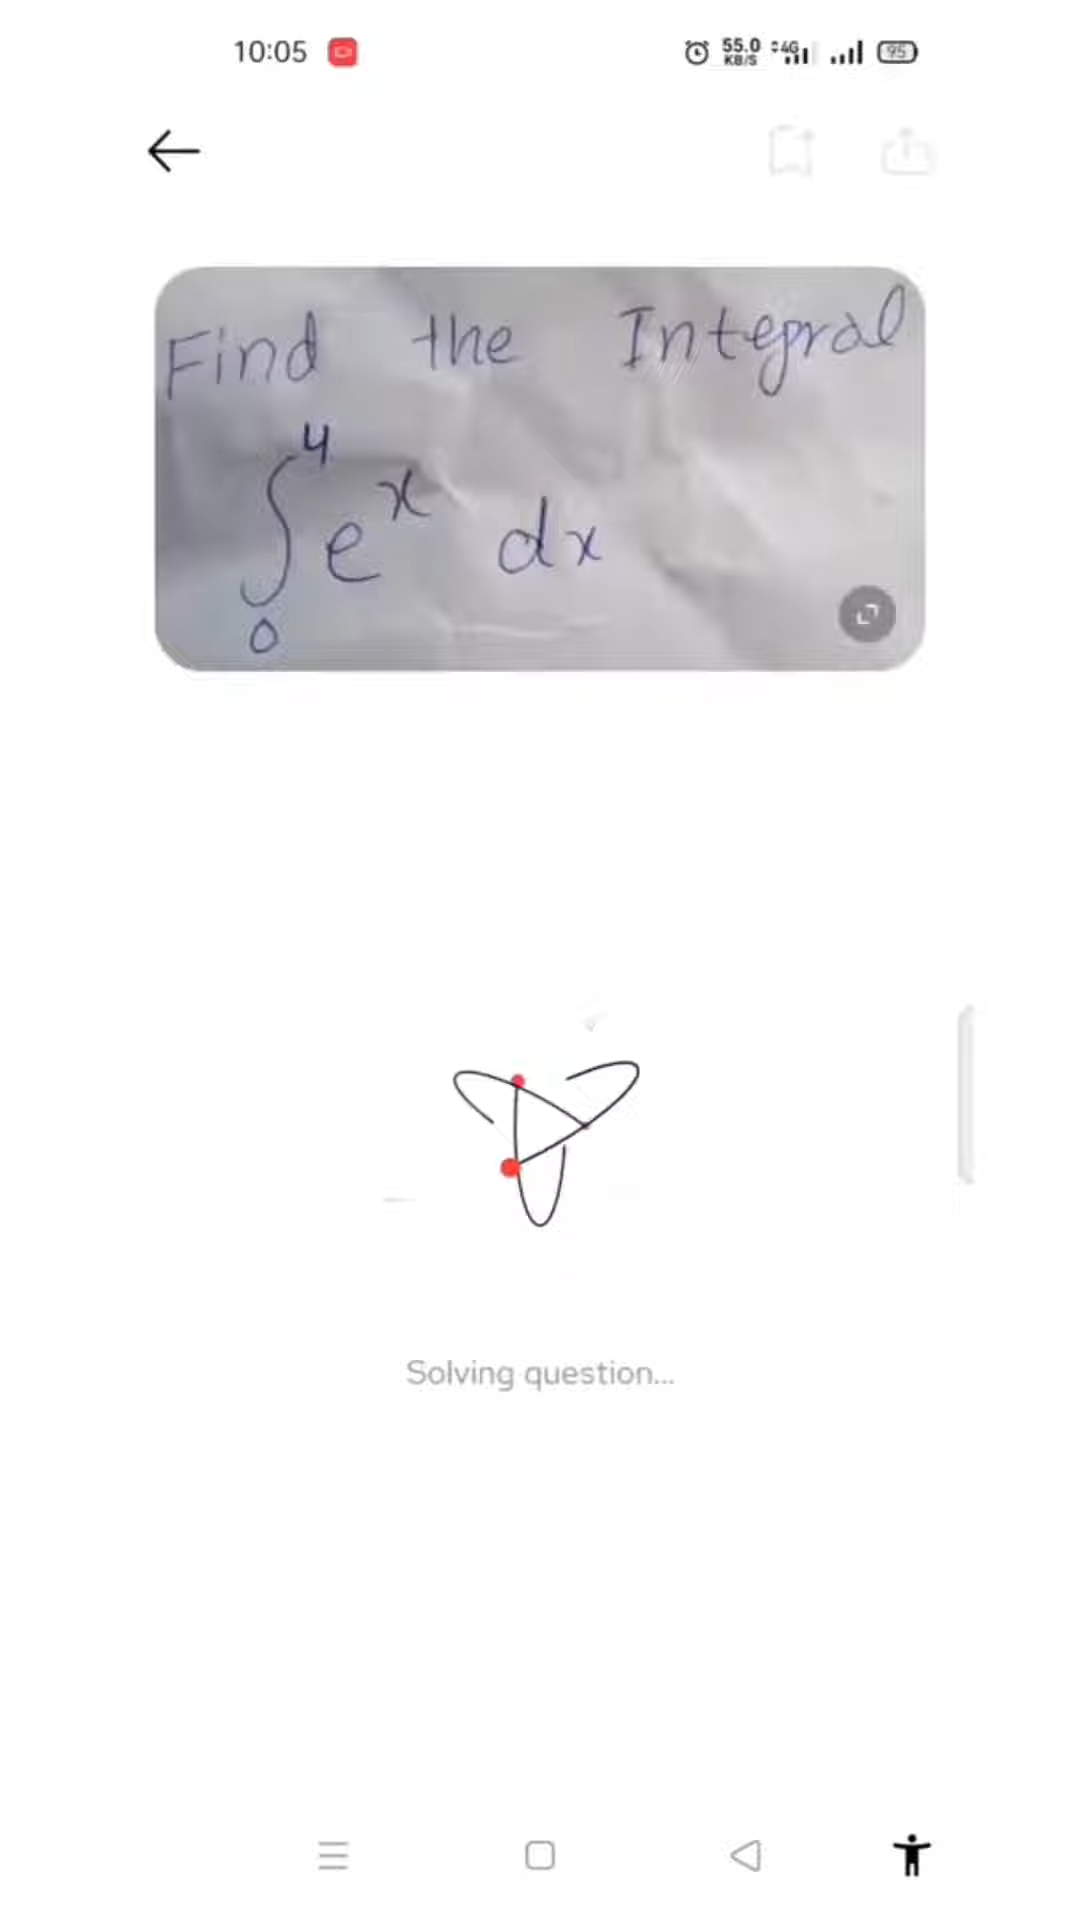 10:05 55.0 KB/S 4G 95
Find the Integral
∫₀⁴ eˣ dx
Solving question...